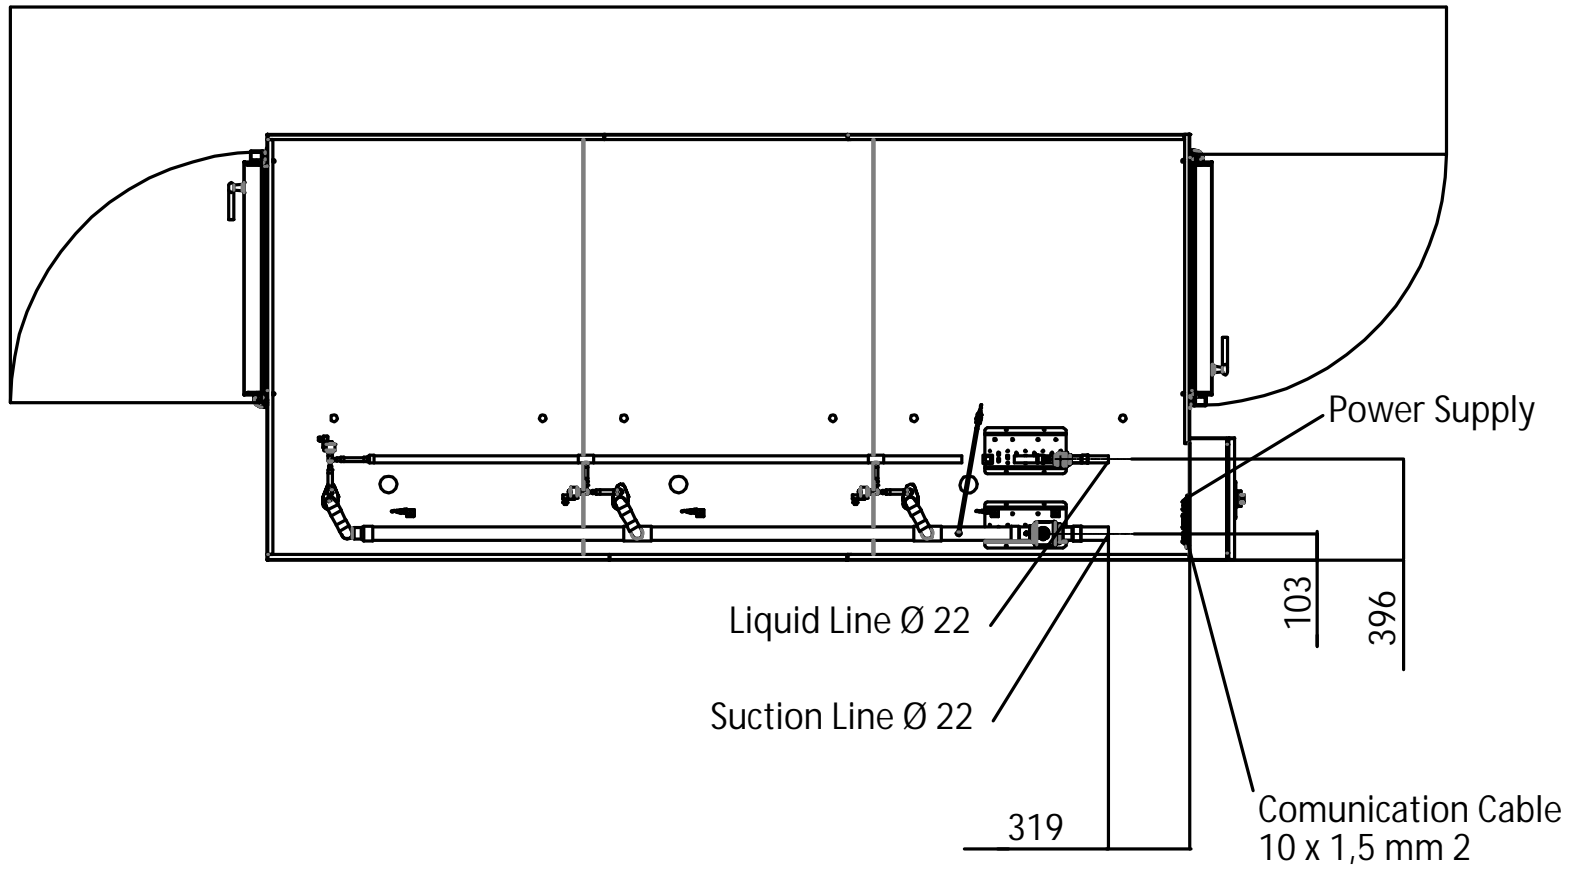 Power Supply
Liquid Line Ø 22
103
396
Suction Line Ø 22
319
Comunication Cable
10 x 1,5 mm 2